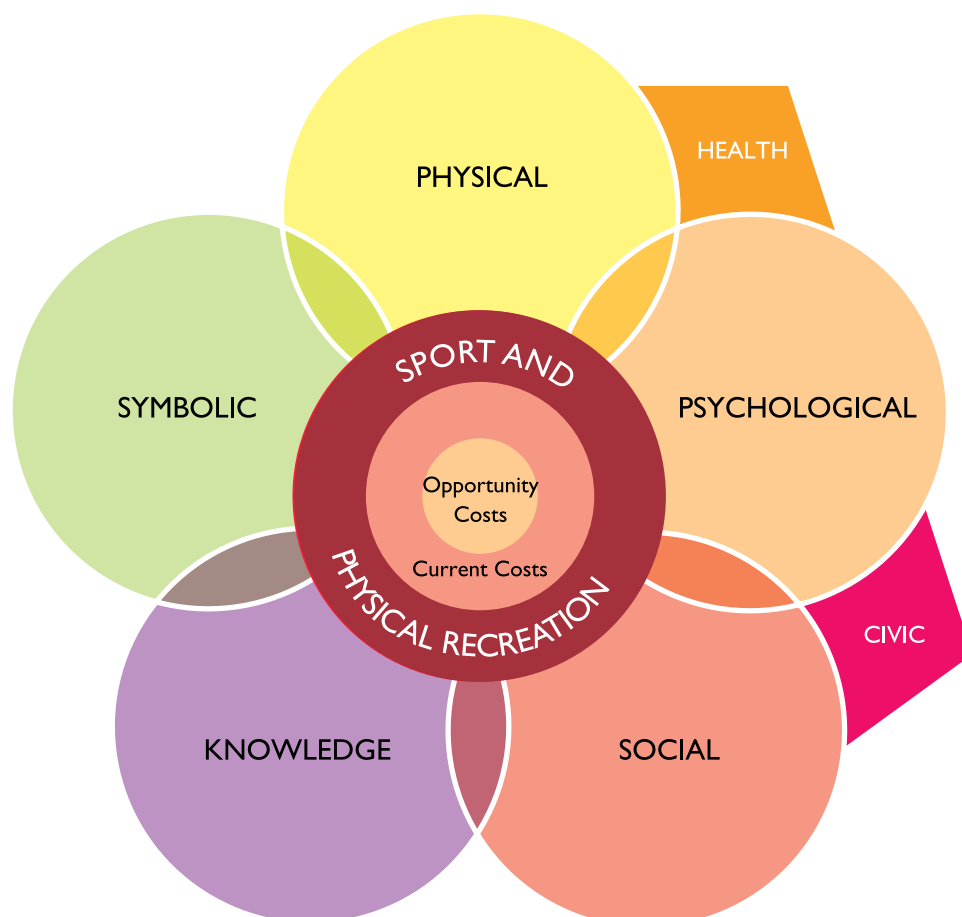 HEALTH
PHYSICAL
SPORT AND
SYMBOLIC
PSYCHOLOGICAL
Opportunity
Costs
Current Costs
PHYSICAL RECREATION
CIVIC
KNOWLEDGE
SOCIAL